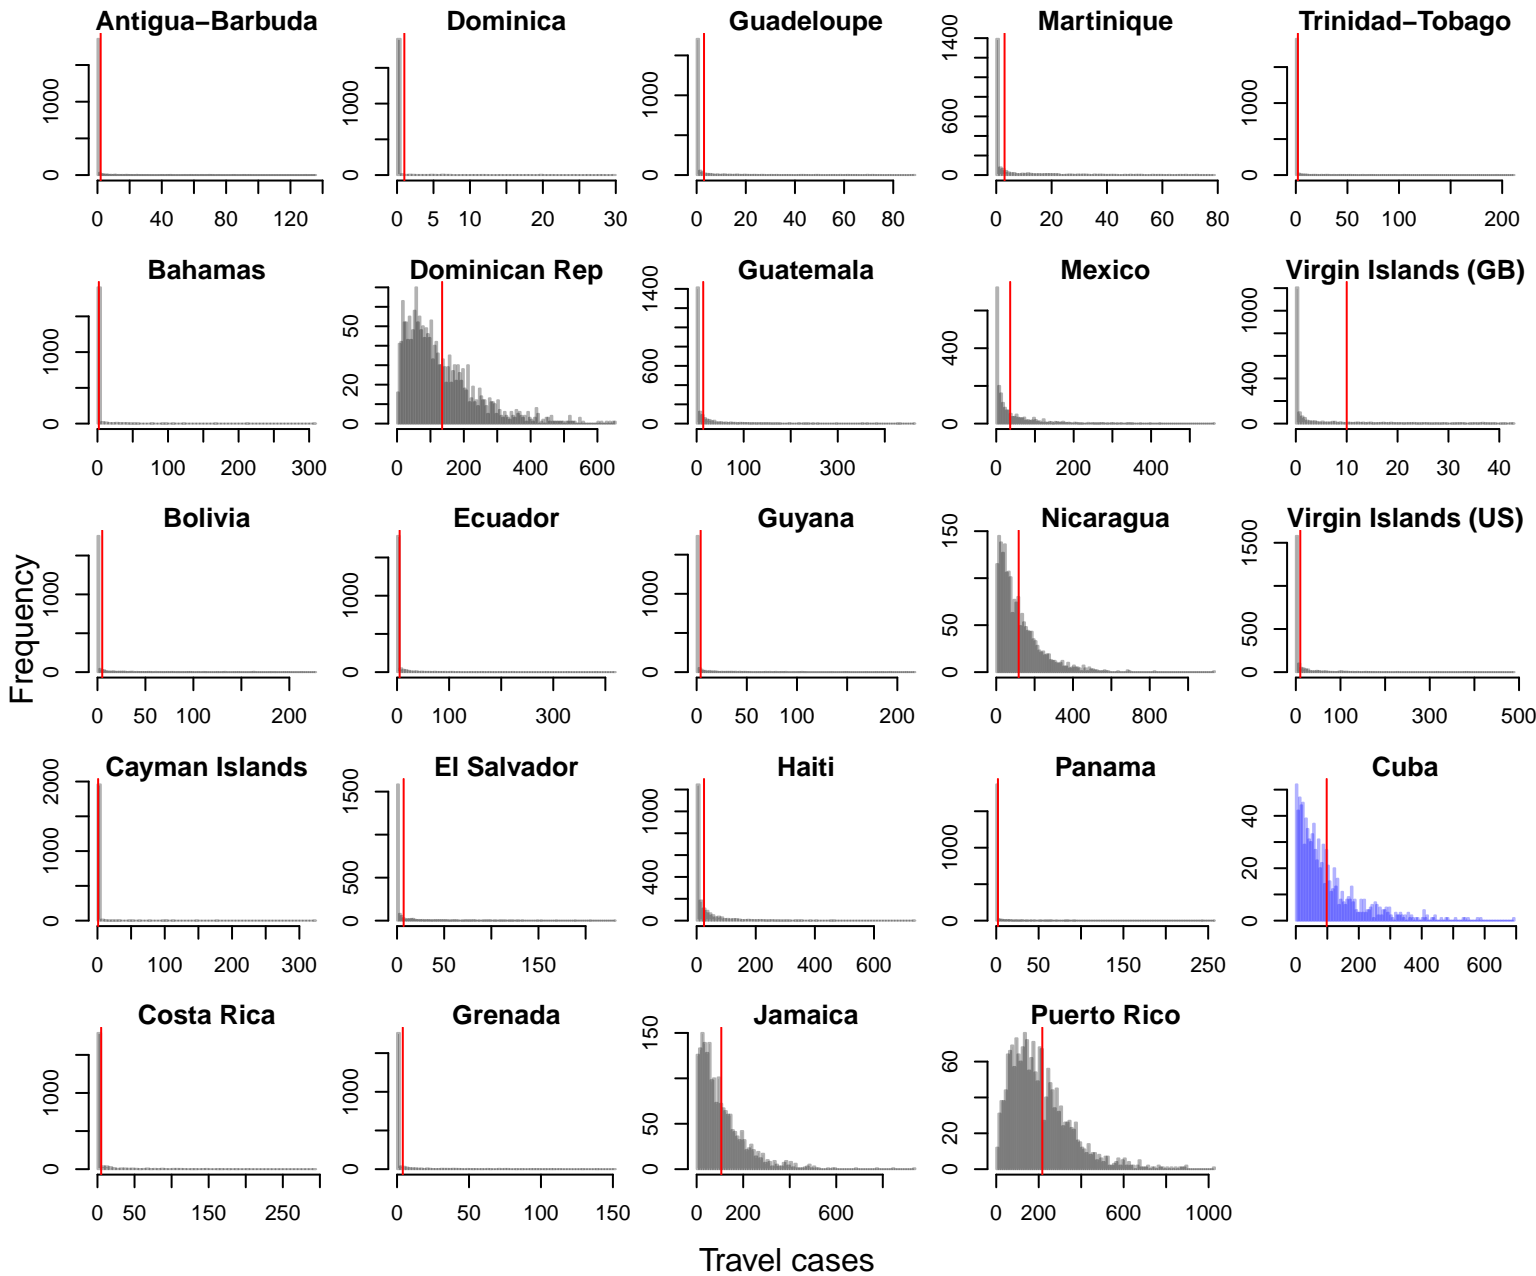 Antigua−Barbuda
0 1000
0 40 80 120
Dominica
0 1000
0 5 10 20 30
Guadeloupe
0 1000
0 20 40 60 80
Martinique
0 600 1400
0 20 40 60 80
Trinidad−Tobago
0 1000
0 50 100 200
Bahamas
0 1000
0 100 200 300
Dominican Rep
0 20 50
0 200 400 600
Guatemala
0 600 1400
0 100 300
Mexico
0 400
0 200 400
Virgin Islands (GB)
0 400 1000
0 10 20 30 40
Frequency
Bolivia
0 1000
0 50 100 200
Ecuador
0 1000
0 100 300
Guyana
0 1000
0 50 100 200
Nicaragua
0 50 150
0 400 800
Virgin Islands (US)
0 500 1500
0 100 300 500
Cayman Islands
0 1000 2000
0 100 200 300
El Salvador
0 500 1500
0 50 150
Haiti
0 400 1000
0 200 600
Panama
0 1000
0 50 150 250
Cuba
0 20 40
0 200 400 600
Costa Rica
0 1000
0 50 150 250
Grenada
0 1000
0 50 100 150
Jamaica
0 50 150
0 200 600
Puerto Rico
0 20 60
0 200 600 1000
Travel cases